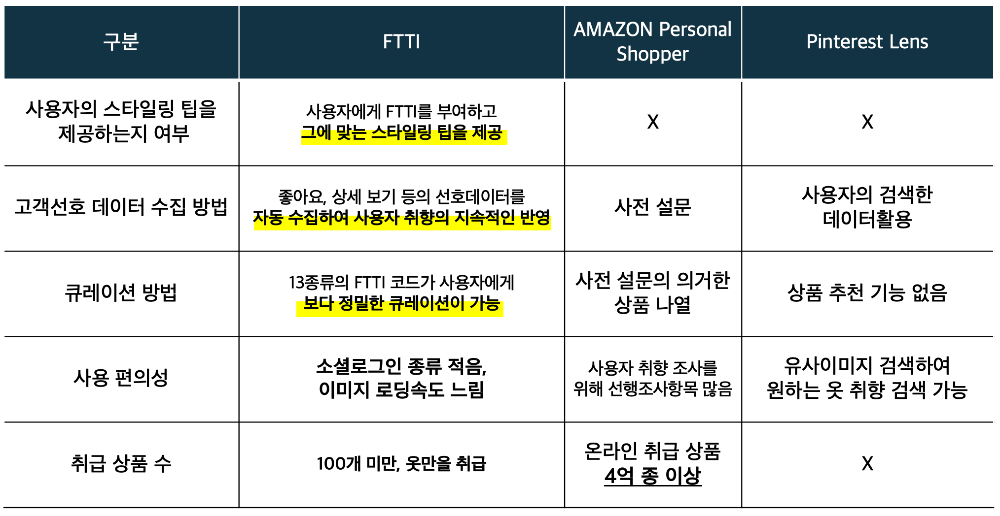 구분
FTTI
AMAZON Personal
Shopper
Pinterest Lens
사용자의 스타일링 팁을
제공하는지 여부
사용자에게 FTTI를 부여하고
그에 맞는 스타일링 팁을 제공
X
X
고객선호 데이터 수집 방법
좋아요, 상세 보기 등의 선호데이터를
자동 수집하여 사용자 취향의 지속적인 반영
사전 설문
사용자의 검색한
데이터활용
큐레이션 방법
13종류의 FTTI 코드가 사용자에게
보다 정밀한 큐레이션이 가능
사전 설문의 의거한
상품 나열
상품 추천 기능 없음
사용 편의성
소셜로그인 종류 적음,
이미지 로딩속도 느림
사용자 취향 조사를
위해 선행조사항목 많음
유사이미지 검색하여
원하는 옷 취향 검색 가능
취급 상품 수
100개 미만, 옷만을 취급
온라인 취급 상품
4억 종 이상
X